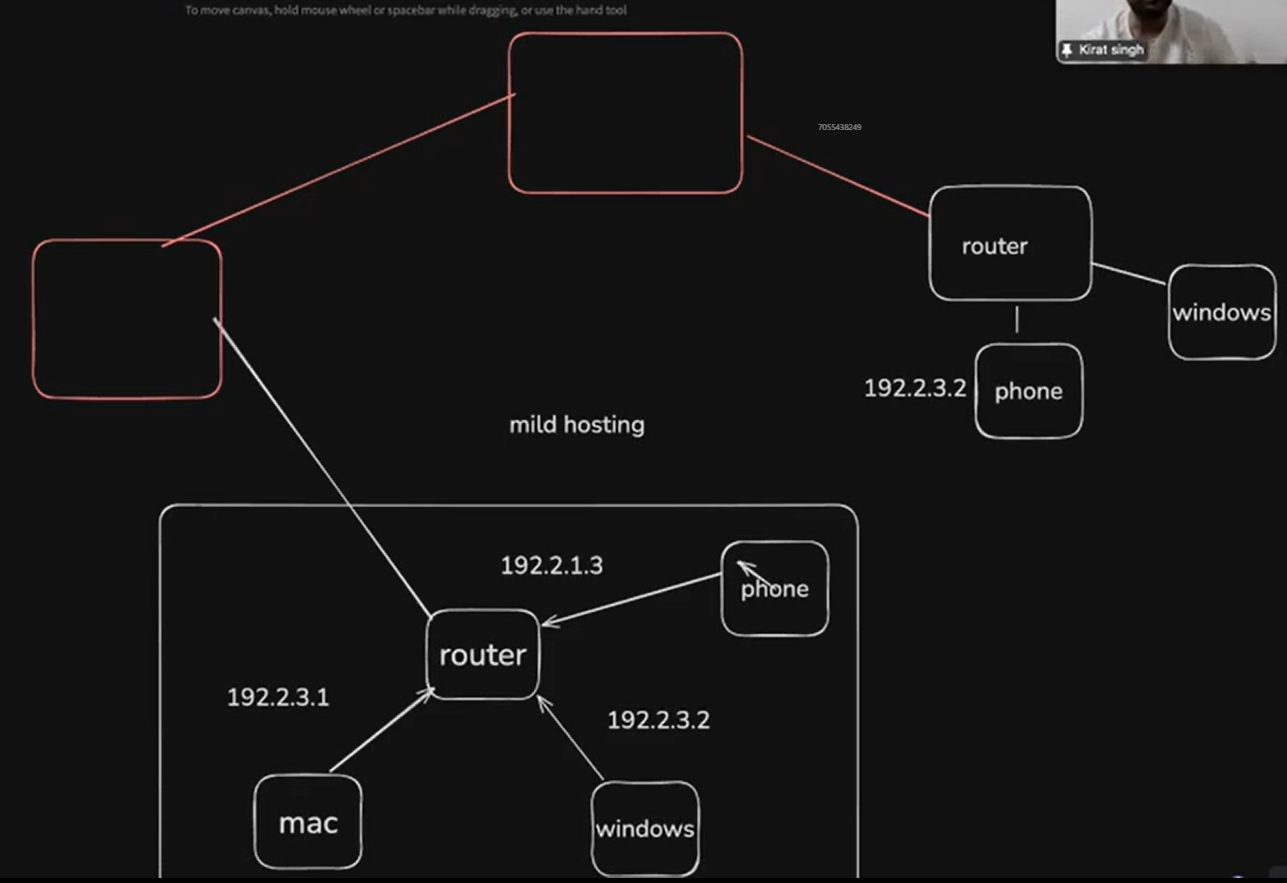 To move canvas, hold mouse wheel or spacebar while dragging, or use the hand tool
Kirat singh
7055438249
router
windows
192.2.3.2
phone
mild hosting
192.2.1.3
phone
router
192.2.3.1
192.2.3.2
mac
windows